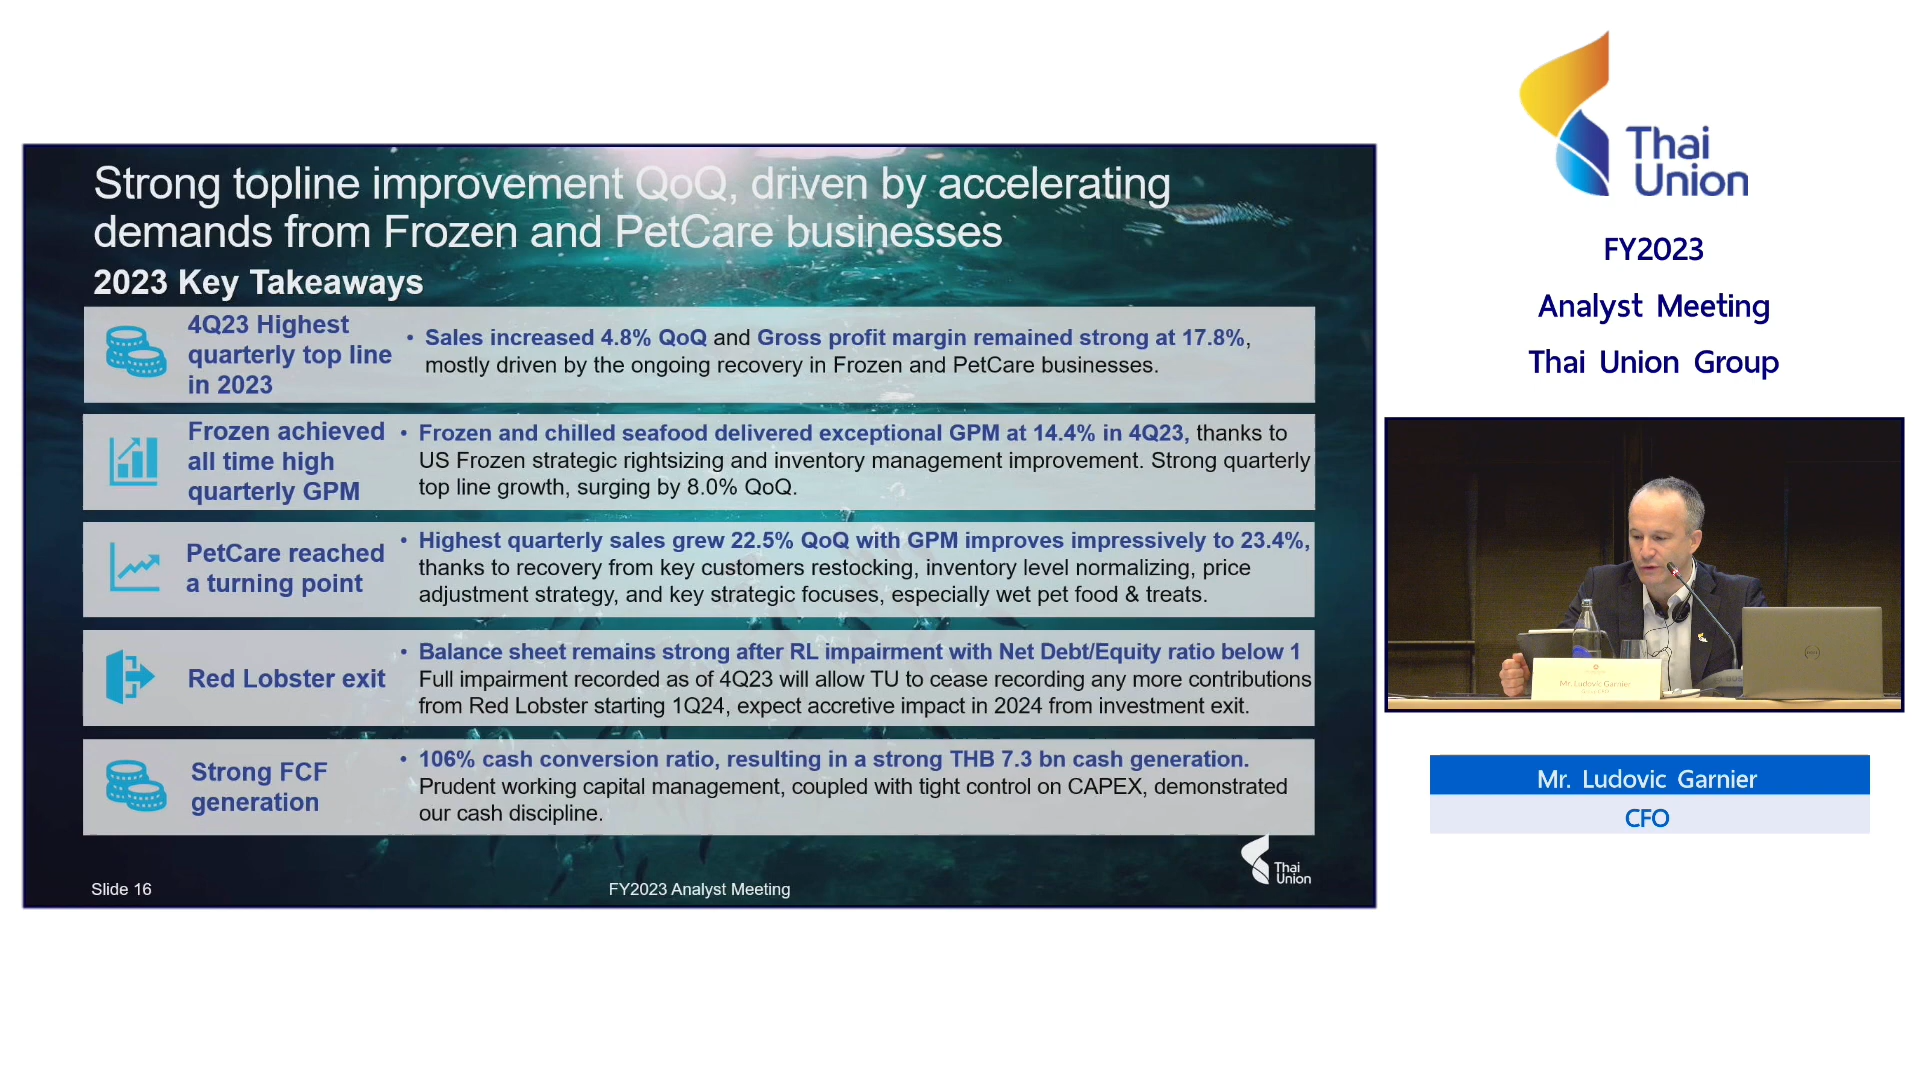 Strong topline improvement QoQ, driven by accelerating
demands from Frozen and PetCare businesses
2023 Key Takeaways
4Q23 Highest
quarterly top line
in 2023
• Sales increased 4.8% QoQ and Gross profit margin remained strong at 17.8%,
mostly driven by the ongoing recovery in Frozen and PetCare businesses.
Frozen achieved
all time high
quarterly GPM
• Frozen and chilled seafood delivered exceptional GPM at 14.4% in 4Q23, thanks to
US Frozen strategic rightsizing and inventory management improvement. Strong quarterly
top line growth, surging by 8.0% QoQ.
PetCare reached
a turning point
• Highest quarterly sales grew 22.5% QoQ with GPM improves impressively to 23.4%,
thanks to recovery from key customers restocking, inventory level normalizing, price
adjustment strategy, and key strategic focuses, especially wet pet food & treats.
Red Lobster exit
• Balance sheet remains strong after RL impairment with Net Debt/Equity ratio below 1
Full impairment recorded as of 4Q23 will allow TU to cease recording any more contributions
from Red Lobster starting 1Q24, expect accretive impact in 2024 from investment exit.
Strong FCF
generation
• 106% cash conversion ratio, resulting in a strong THB 7.3 bn cash generation.
Prudent working capital management, coupled with tight control on CAPEX, demonstrated
our cash discipline.
Slide 16
FY2023 Analyst Meeting
Thai
Union
Thai
Union
FY2023
Analyst Meeting
Thai Union Group
Mr. Ludovic Garnier
Mr. Ludovic Garnier
CFO